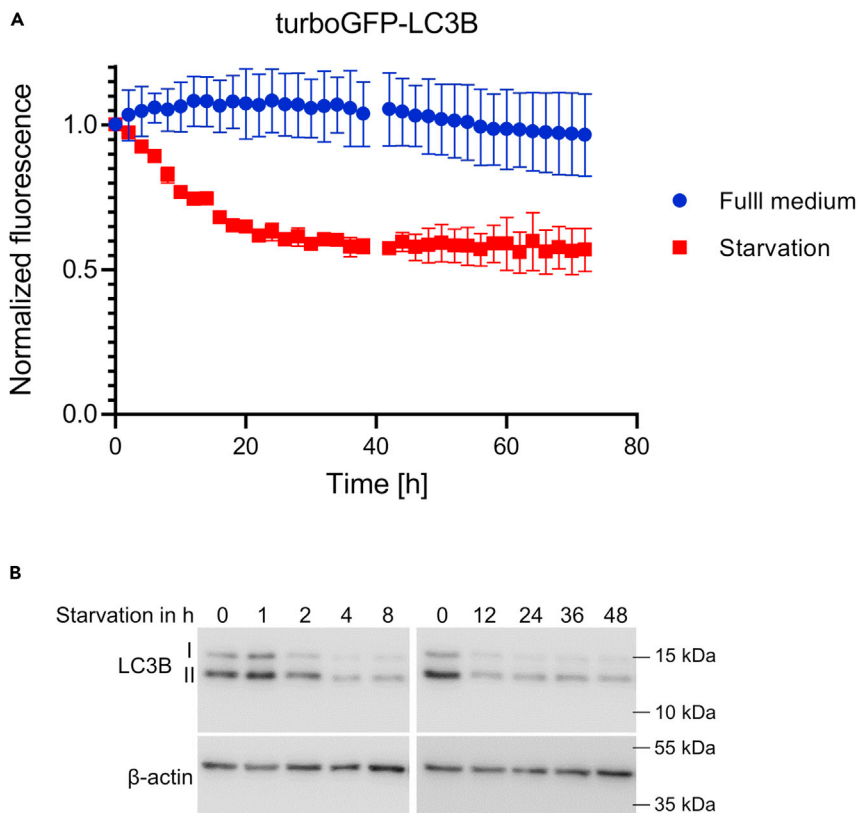 A
turboGFP-LC3B
Normalized fluorescence
1.0
0.5
0.0
0 20 40 60 80
Time [h]
Fulll medium
Starvation
B
Starvation in h 0 1 2 4 8 0 12 24 36 48
LC3B I II
15 kDa
10 kDa
β-actin
55 kDa
35 kDa